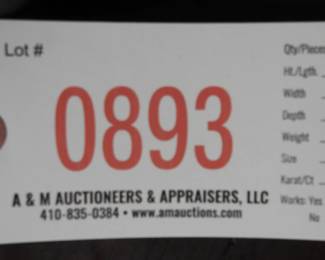 Lot #
0893
A & M AUCTIONEERS & APPRAISERS, LLC
410-835-0384 • www.amauctions.com
Qty/Pieces
Ht./Lgth.
Width
Depth
Weight
Size
Karat/Ct
Works: Yes
No